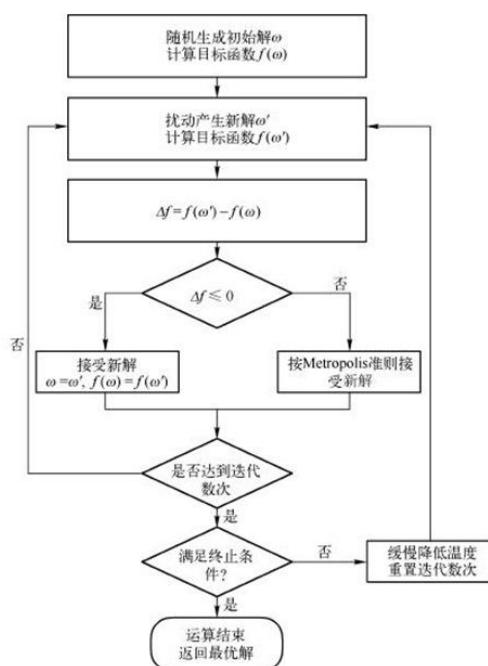 随机生成初始解ω
计算目标函数f(ω)
扰动产生新解ω′
计算目标函数f(ω′)
Δf=f(ω′)−f(ω)
Δf≤0
是
否
否
接受新解
ω=ω′, f(ω)=f(ω′)
按Metropolis准则接
受新解
是否达到迭代
数次
是
满足终止条
件?
否
缓慢降低温度
重置迭代数次
是
运算结束
返回最优解